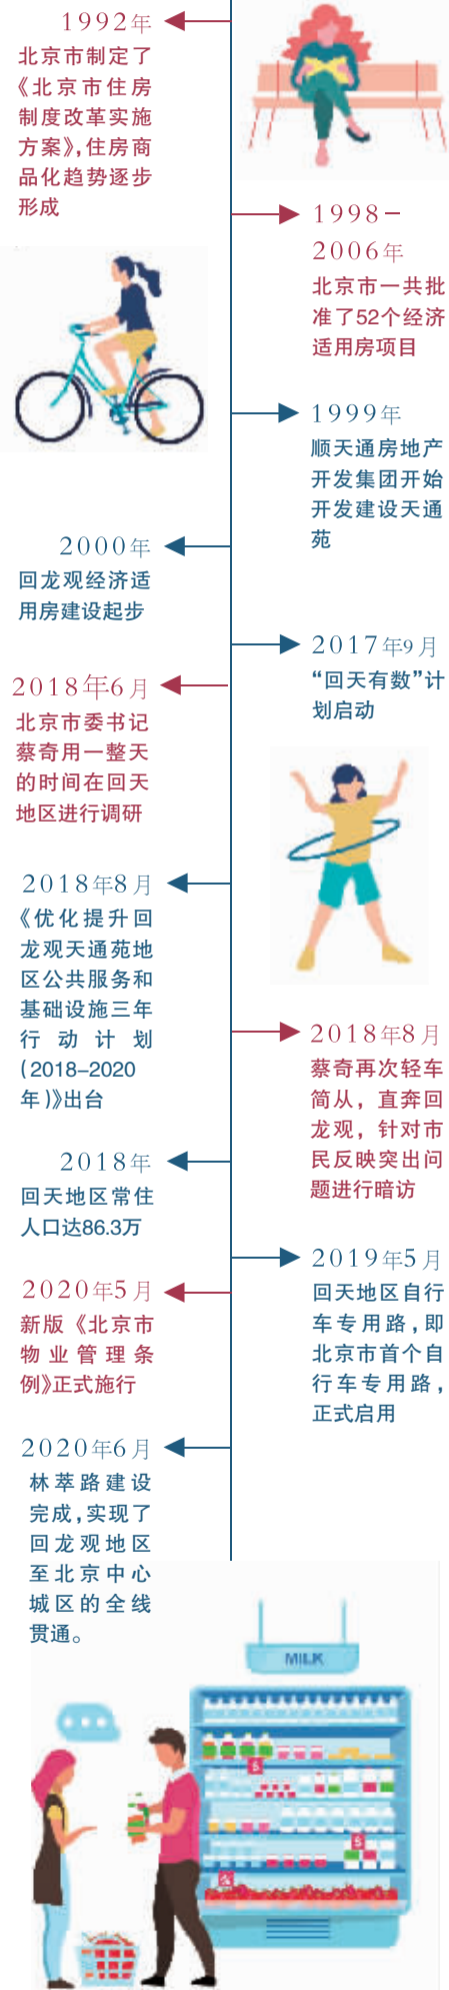 1992年
北京市制定了
《北京市住房
制度改革实施
方案》，住房商
品化趋势逐步
形成
1998－
2006年
北京市一共批
准了52个经济
适用房项目
1999年
顺天通房地产
开发集团开始
开发建设天通
苑
2000年
回龙观经济适
用房建设起步
2017年9月
“回天有数”计
划启动
2018年6月
北京市委书记
蔡奇用一整天
的时间在回天
地区进行调研
2018年8月
《优化提升回
龙观天通苑地
区公共服务和
基础设施三年
行动计划
(2018–2020
年)》出台
2018年8月
蔡奇再次轻车
简从，直奔回
龙观，针对市
民反映突出问
题进行暗访
2018年
回天地区常住
人口达86.3万
2019年5月
回天地区自行
车专用路，即
北京市首个自
行车专用路，
正式启用
2020年5月
新版《北京市
物业管理条
例》正式施行
2020年6月
林萃路建设
完成，实现了
回龙观地区
至北京中心
城区的全线
贯通。
MILK
$
$